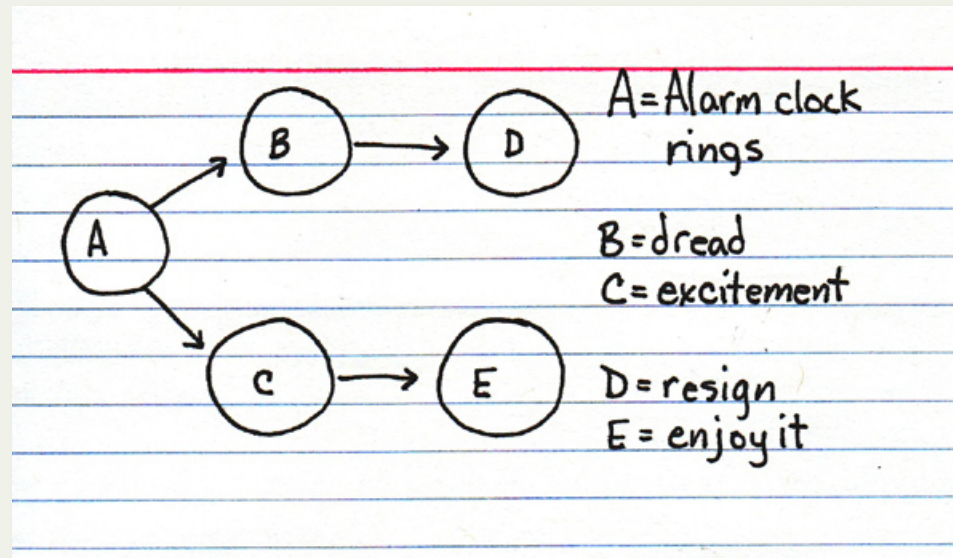 A
B
C
D
E
A=Alarm clock
rings
B=dread
C=excitement
D=resign
E=enjoy it